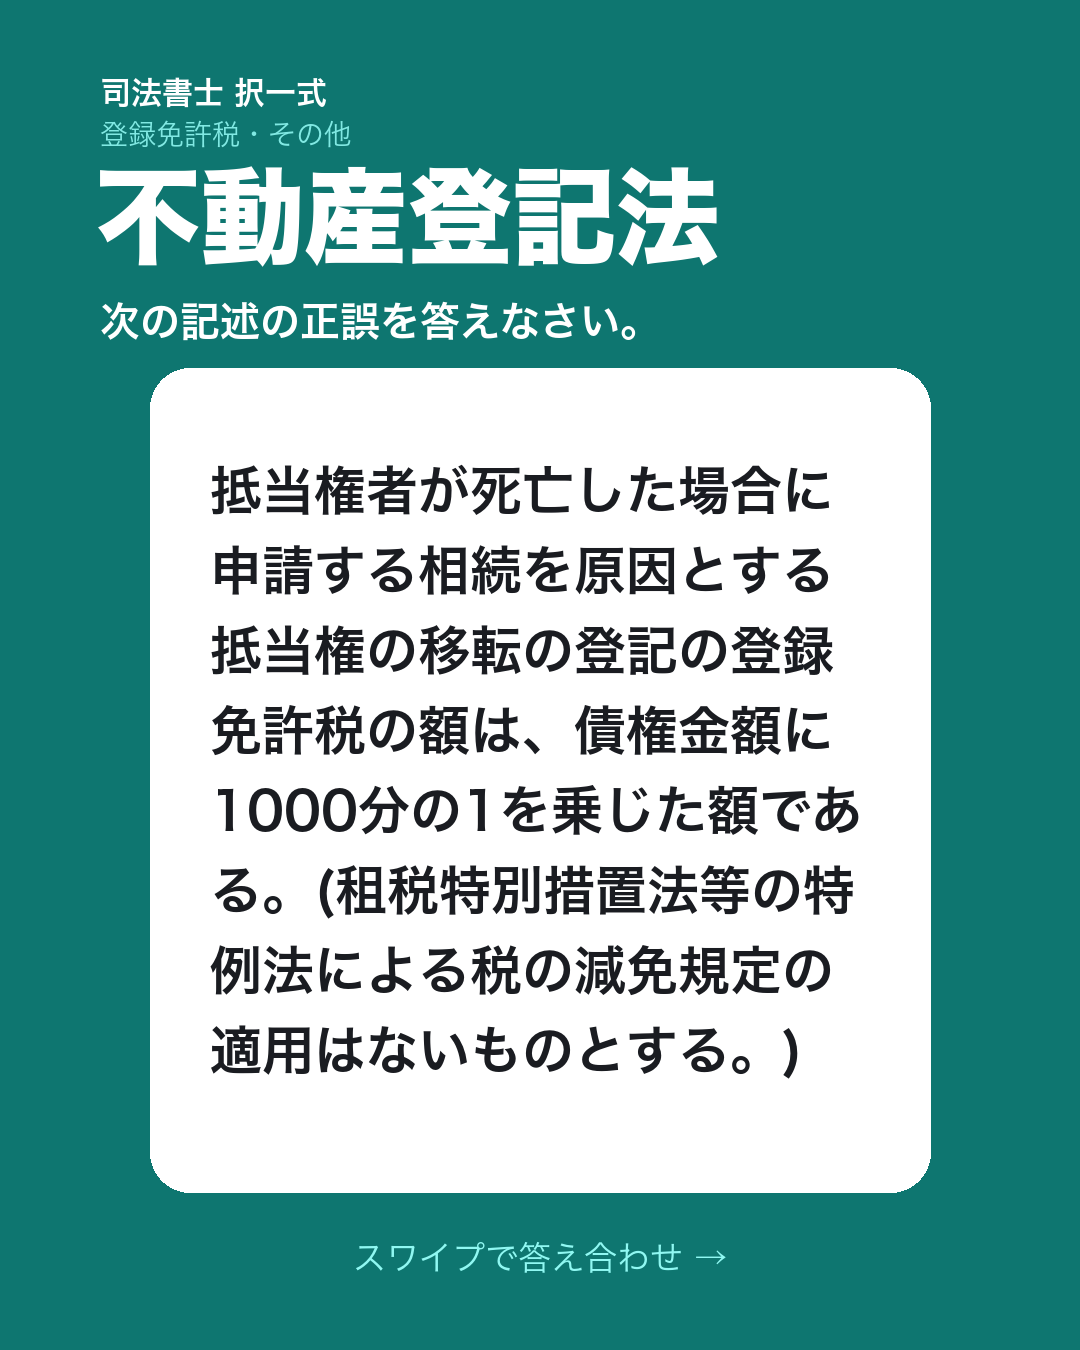 司法書士 択一式
登録免許税・その他
不動産登記法
次の記述の正誤を答えなさい。
抵当権者が死亡した場合に
申請する相続を原因とする
抵当権の移転の登記の登録
免許税の額は、債権金額に
1000分の1を乗じた額であ
る。(租税特別措置法等の特
例法による税の減免規定の
適用はないものとする。)
スワイプで答え合わせ →